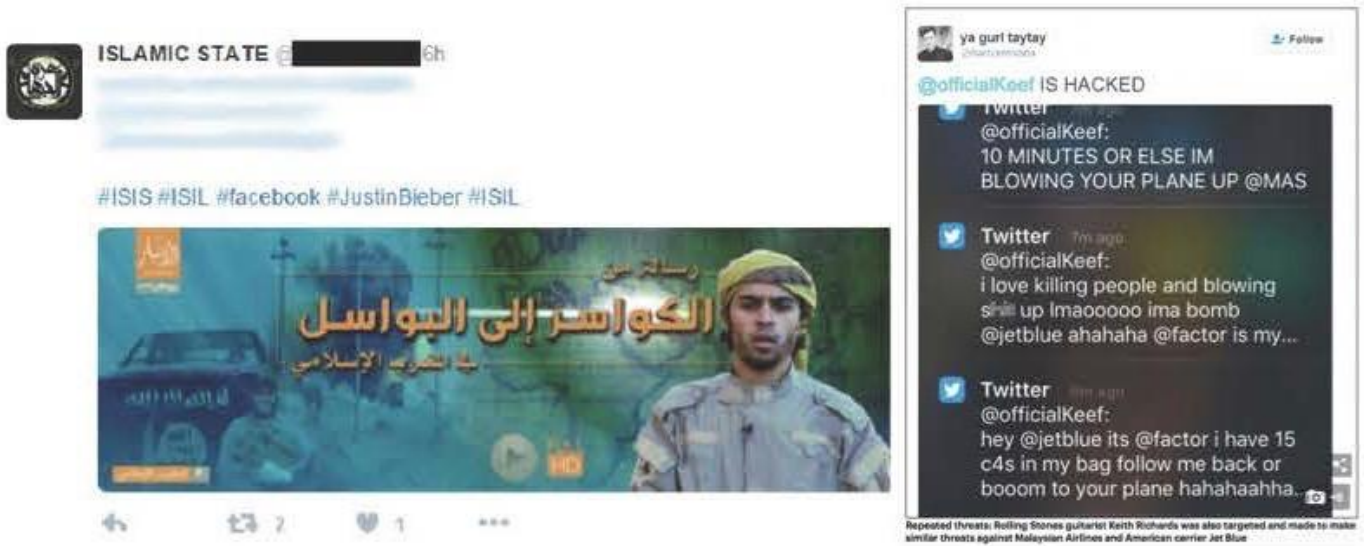 ISLAMIC STATE @
6h
#ISIS #ISIL #facebook #JustinBieber #ISIL
رسالة من
الكواسر إلى البواسل
في المغرب الإسلامي
HD
2
1
ya gurl taytay
Follow
@officialKeef IS HACKED
Twitter
@officialKeef:
10 MINUTES OR ELSE IM
BLOWING YOUR PLANE UP @MAS
Twitter 7m ago
@officialKeef:
i love killing people and blowing
up lmaooooo ima bomb
@jetblue ahahaha @factor is my...
Twitter
@officialKeef:
hey @jetblue its @factor i have 15
c4s in my bag follow me back or
booom to your plane hahahaahha...
Repeated threats: Rolling Stones guitarist Keith Richards was also targeted and made to make
similar threats against Malaysian Airlines and American carrier Jet Blue